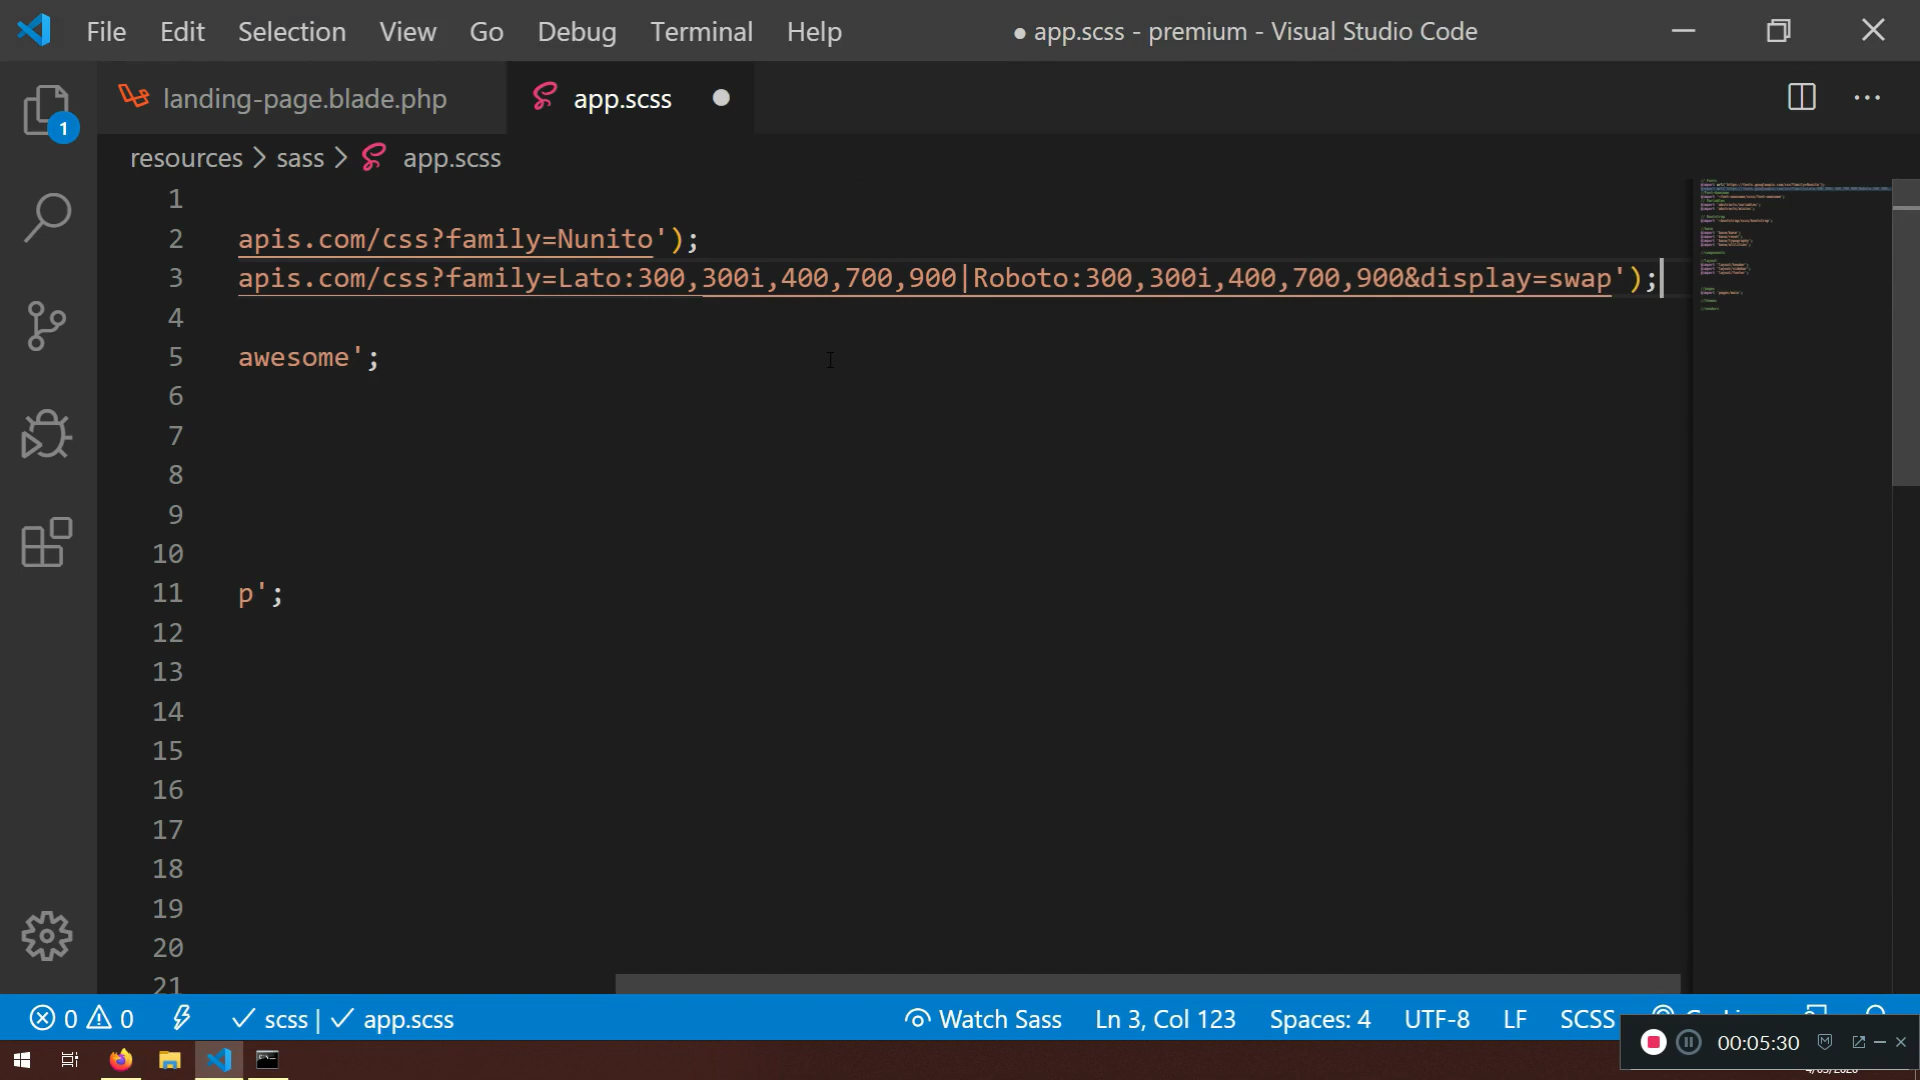 File Edit Selection View Go Debug Terminal Help ● app.scss - premium - Visual Studio Code
landing-page.blade.php app.scss
1
resources > sass > app.scss
1
2 apis.com/css?family=Nunito');
3 apis.com/css?family=Lato:300,300i,400,700,900|Roboto:300,300i,400,700,900&display=swap');
4
5 awesome';
6
7
8
9
10
11 p';
12
13
14
15
16
17
18
19
20
21
0 0 scss | app.scss Watch Sass Ln 3, Col 123 Spaces: 4 UTF-8 LF SCSS
00:05:30